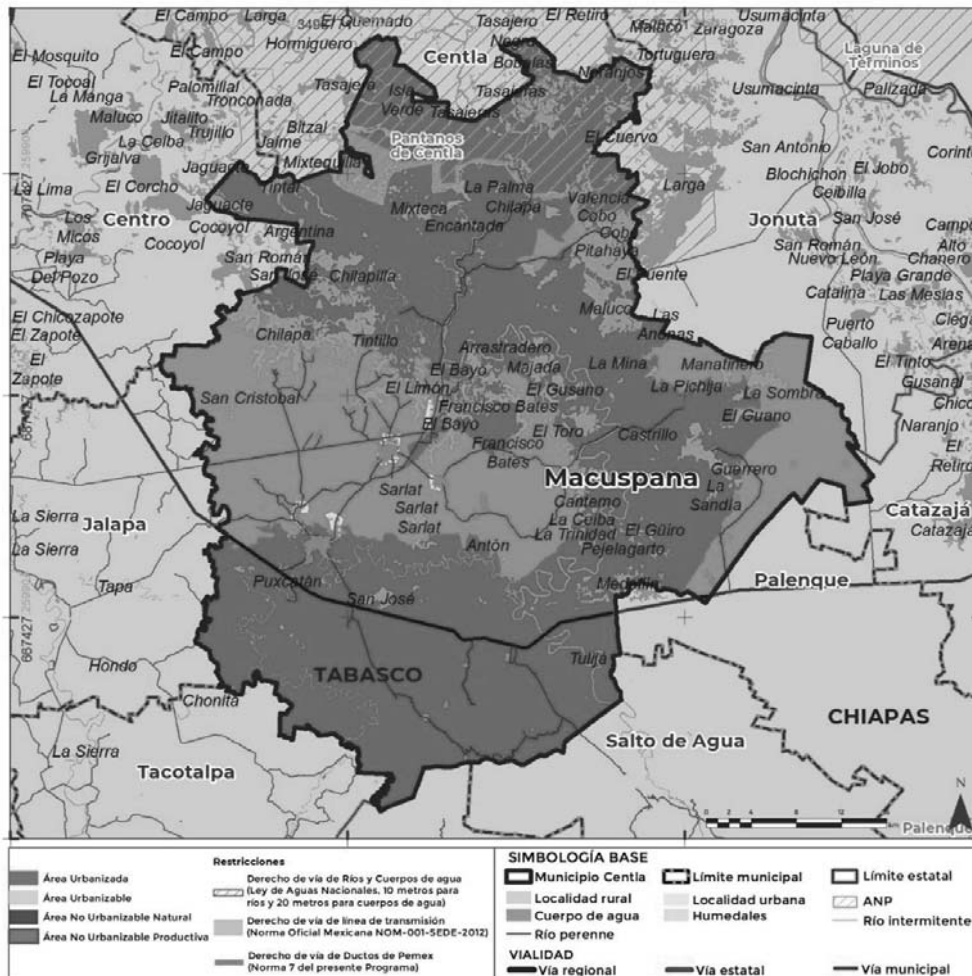 El Campo
Larga
El Quemado
Tasajero
El Retiro
Usumacinta
El Mosquito
El Campo
Hormiguero
Centla
Negro
Maluco
Zaragoza
Tortuguera
Laguna de
Términos
El Tocoal
Palomillal
Tasajera
Isla
Verde
Tasajeras
Tasajeras
Naranjos
Usumacinta
Palizada
La Manga
Tronconada
Maluco
Jitalito
Trujillo
Bitzal
Jaime
Pantanos
de Centla
El Cuervo
San Antonio
La Ceiba
Grijalva
Jaguacte
Mixtequilla
Tintal
La Palma
Larga
Blochichon
El Jobo
Ceibilla
La Lima
El Corcho
Jaguacte
Mixteca
Chilapa
Valencia
Centro
Encantada
Cobo
Jonuta
San José
Los
Micos
Cocoyol
Cocoyol
Argentina
Cobo
Pitahaya
San Román
Nuevo León
Alto
Chanero
Playa
Del Pozo
San Román
San José
Chilapilla
El Puente
Playa Grande
Catalina
Las Mesias
El Chicozapote
El Zapote
Maluco
Las
Anonas
Puerto
Caballo
El
Zapote
Chilapa
Tintillo
Arrastradero
La Mina
Manatinero
El Tinto
El Bayo
Majada
Gusanal
San Cristobal
El Limón
El Gusano
La Pichija
La Sombra
Francisco Bates
El Guano
Naranjo
El Bayo
El Toro
Castrillo
El
Retiro
Francisco
Bates
Macuspana
Guerrero
La
Sandía
La Sierra
Jalapa
Sarlat
Sarlat
Sarlat
Cantemo
La Ceiba
La Trinidad
El Güiro
Catazajá
La Sierra
Antón
Pejelagarto
Tapa
Puxcatán
San José
Medellín
Palenque
667427
Hondo
TABASCO
Tulijá
Chonita
CHIAPAS
La Sierra
Salto de Agua
Tacotalpa
N
0 2 4 8 12
Palenque
Área Urbanizada
Área Urbanizable
Área No Urbanizable Natural
Área No Urbanizable Productiva
Restricciones
Derecho de vía de Ríos y Cuerpos de agua
(Ley de Aguas Nacionales, 10 metros para
ríos y 20 metros para cuerpos de agua)
Derecho de vía de línea de transmisión
(Norma Oficial Mexicana NOM-001-SEDE-2012)
Derecho de vía de Ductos de Pemex
(Norma 7 del presente Programa)
SIMBOLOGÍA BASE
Municipio Centla
Límite municipal
Límite estatal
Localidad rural
Localidad urbana
ANP
Cuerpo de agua
Humedales
Río intermitente
Río perenne
VIALIDAD
Vía regional
Vía estatal
Vía municipal